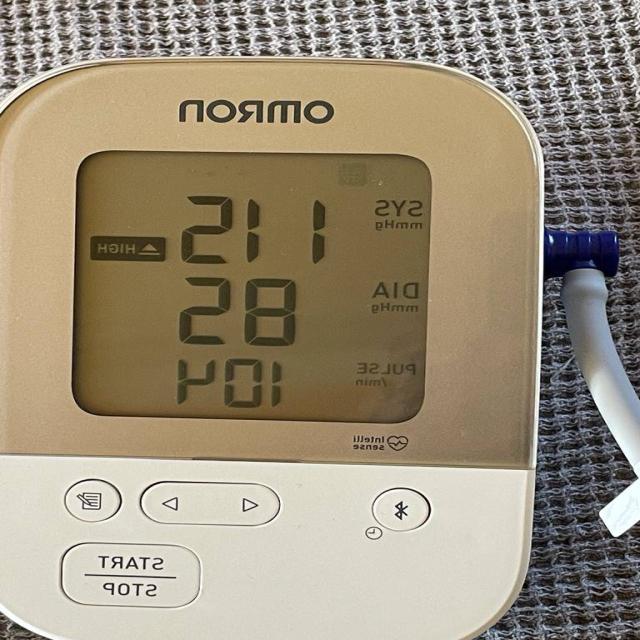 OMRON
SYS
mmHg
115
HIGH
DIA
mmHg
85
PULSE
/min
104
Intelli
sense
START
STOP